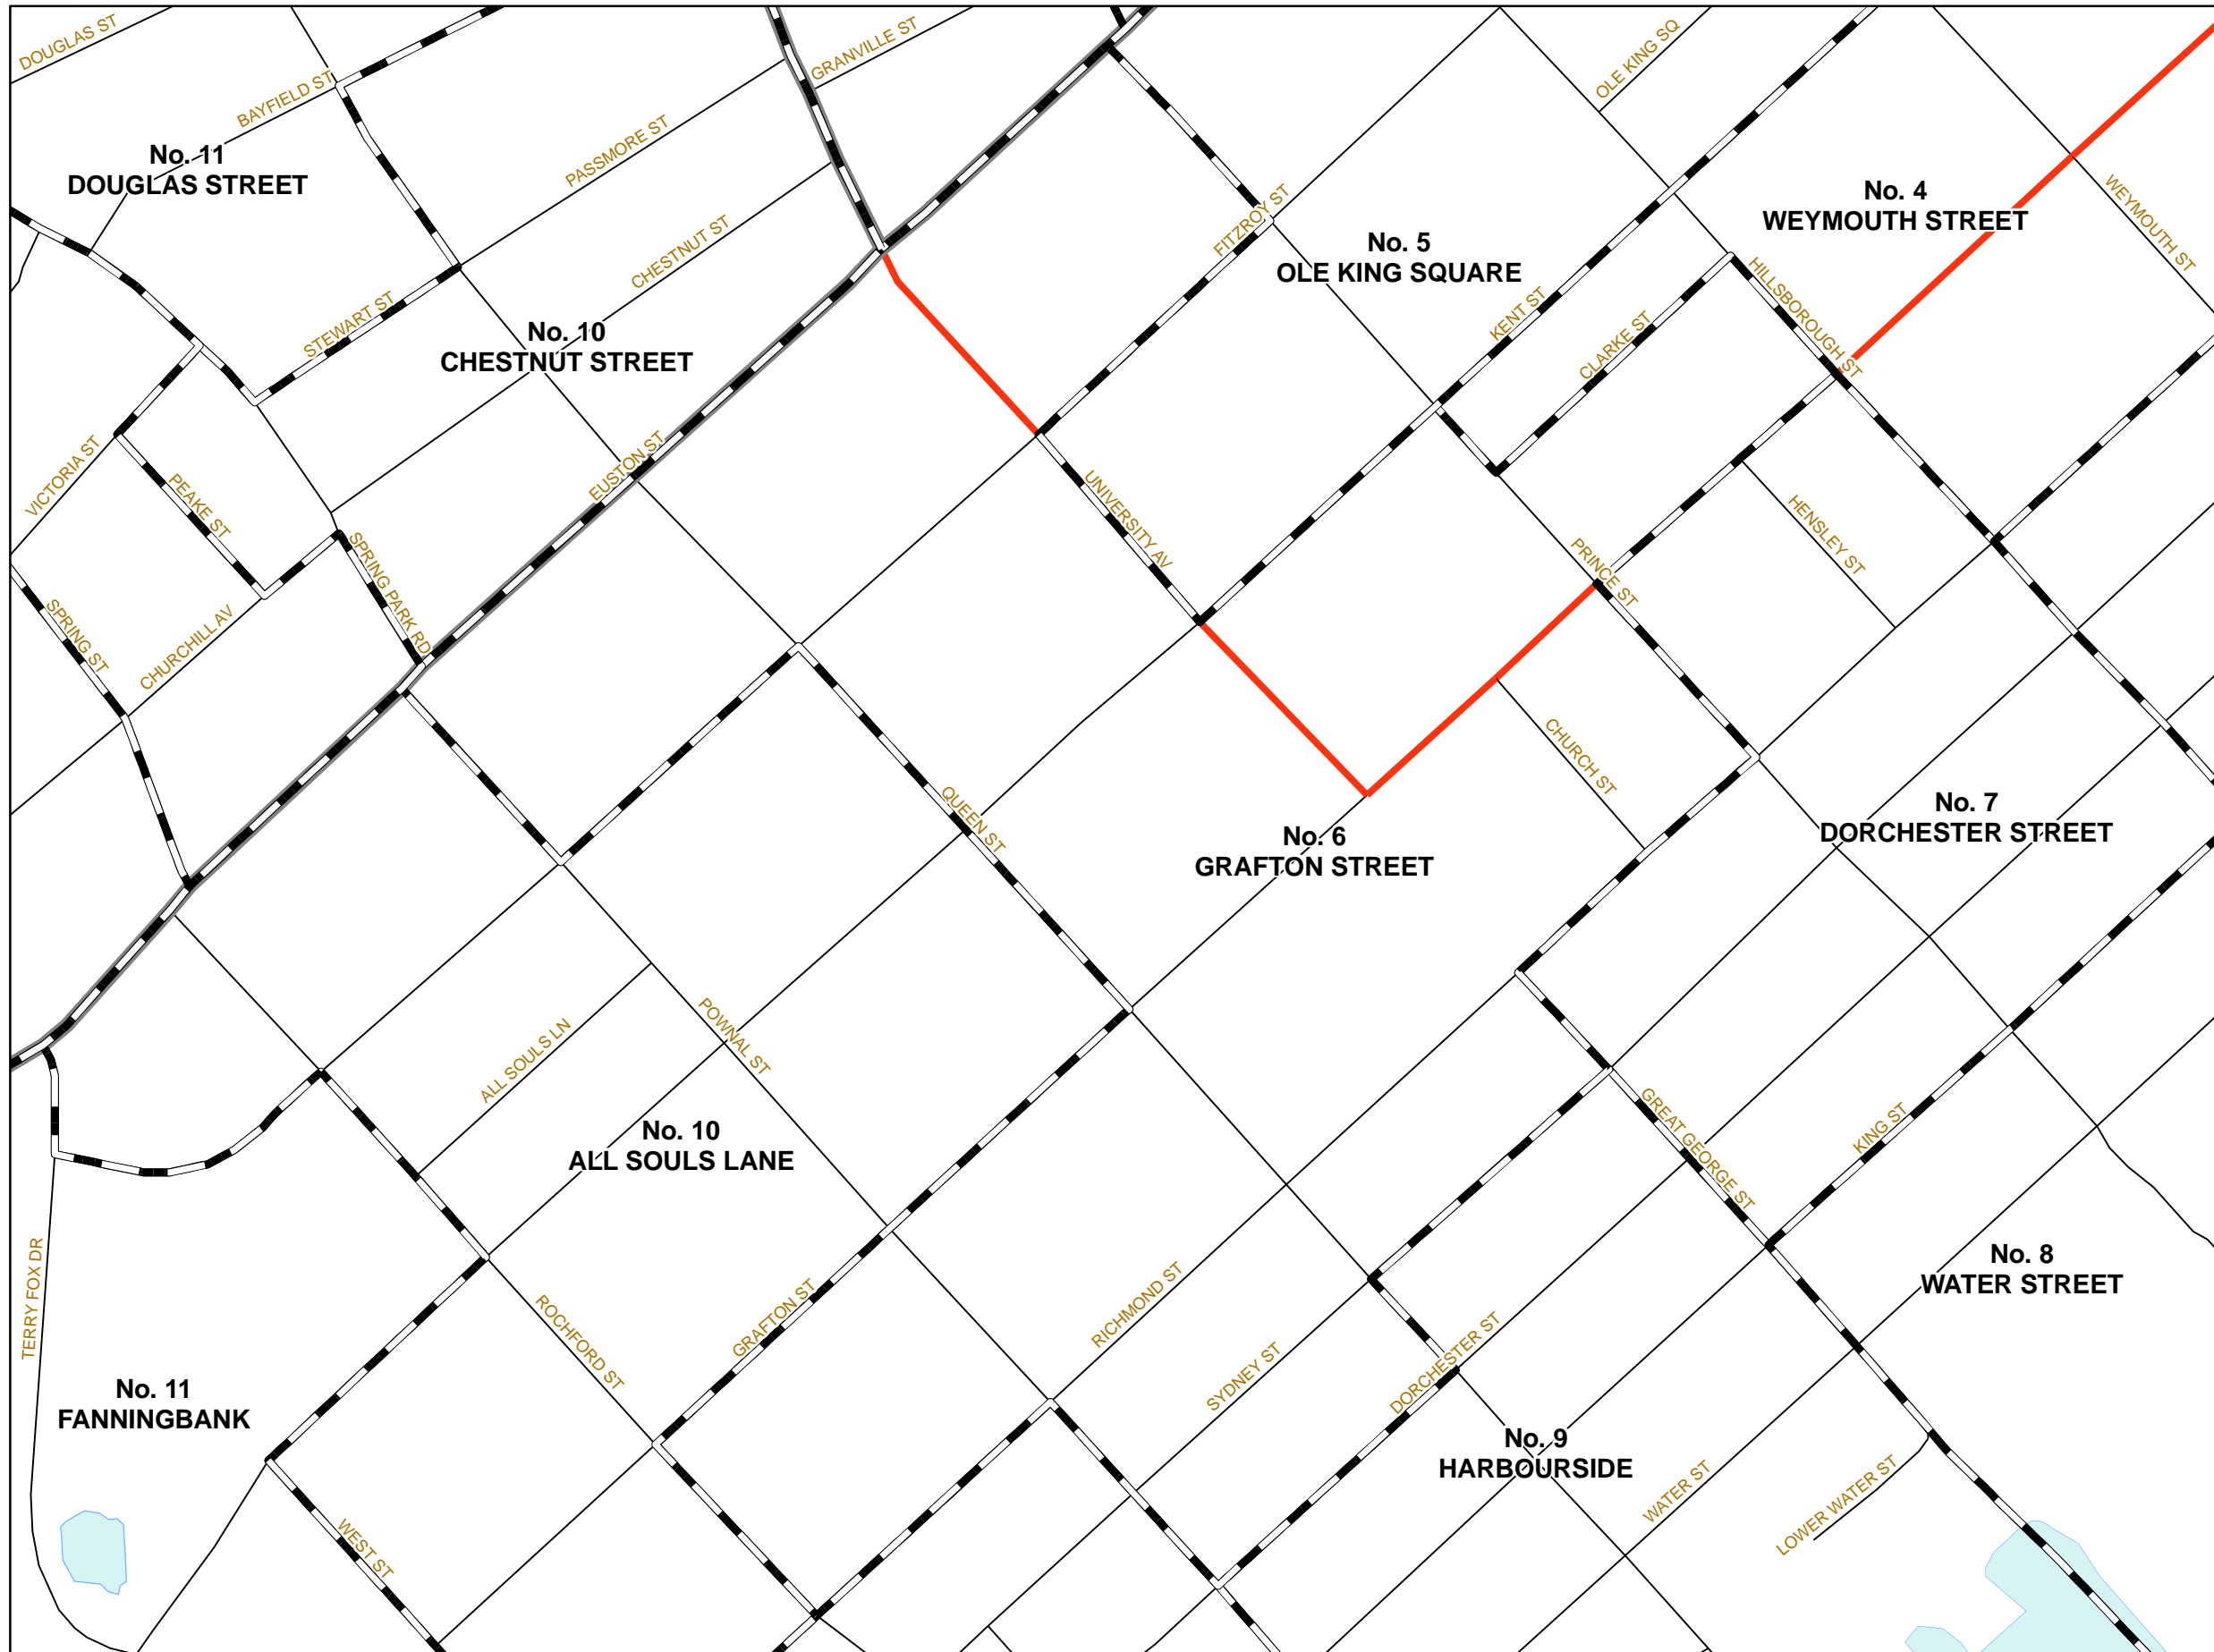 DOUGLAS ST
BAYFIELD ST
GRANVILLE ST
PASSMORE ST
OLE KING SQ
No. 11
DOUGLAS STREET
No. 4
WEYMOUTH STREET
WEYMOUTH ST
FITZROY ST
CHESTNUT ST
No. 5
OLE KING SQUARE
HILLSBOROUGH ST
STEWART ST
No. 10
CHESTNUT STREET
KENT ST
CLARKE ST
VICTORIA ST
PEAKE ST
EUSTON ST
UNIVERSITY AV
HENSLEY ST
SPRING PARK RD
PRINCE ST
SPRING ST
CHURCHILL AV
CHURCH ST
QUEEN ST
No. 6
GRAFTON STREET
No. 7
DORCHESTER STREET
ALL SOULS LN
POWNAL ST
No. 10
ALL SOULS LANE
GREAT GEORGE ST
KING ST
TERRY FOX DR
ROCHFORD ST
GRAFTON ST
RICHMOND ST
No. 8
WATER STREET
SYDNEY ST
DORCHESTER ST
No. 11
FANNINGBANK
No. 9
HARBOURSIDE
WATER ST
LOWER WATER ST
WEST ST